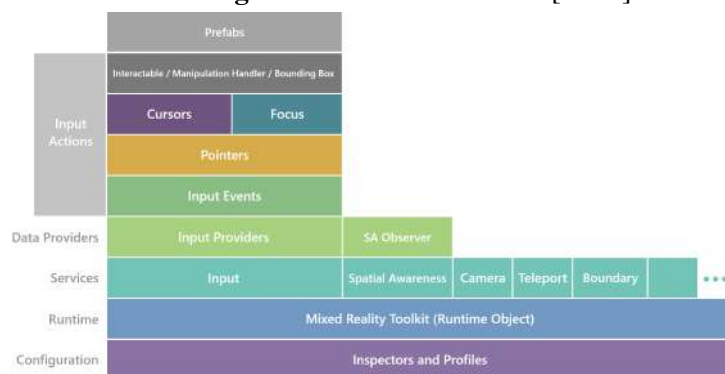 Prefabs
Interactable / Manipulation Handler / Bounding Box
Cursors Focus
Input
Actions
Pointers
Input Events
Data Providers Input Providers SA Observer
Services Input Spatial Awareness Camera Teleport Boundary
Runtime Mixed Reality Toolkit (Runtime Object)
Configuration Inspectors and Profiles